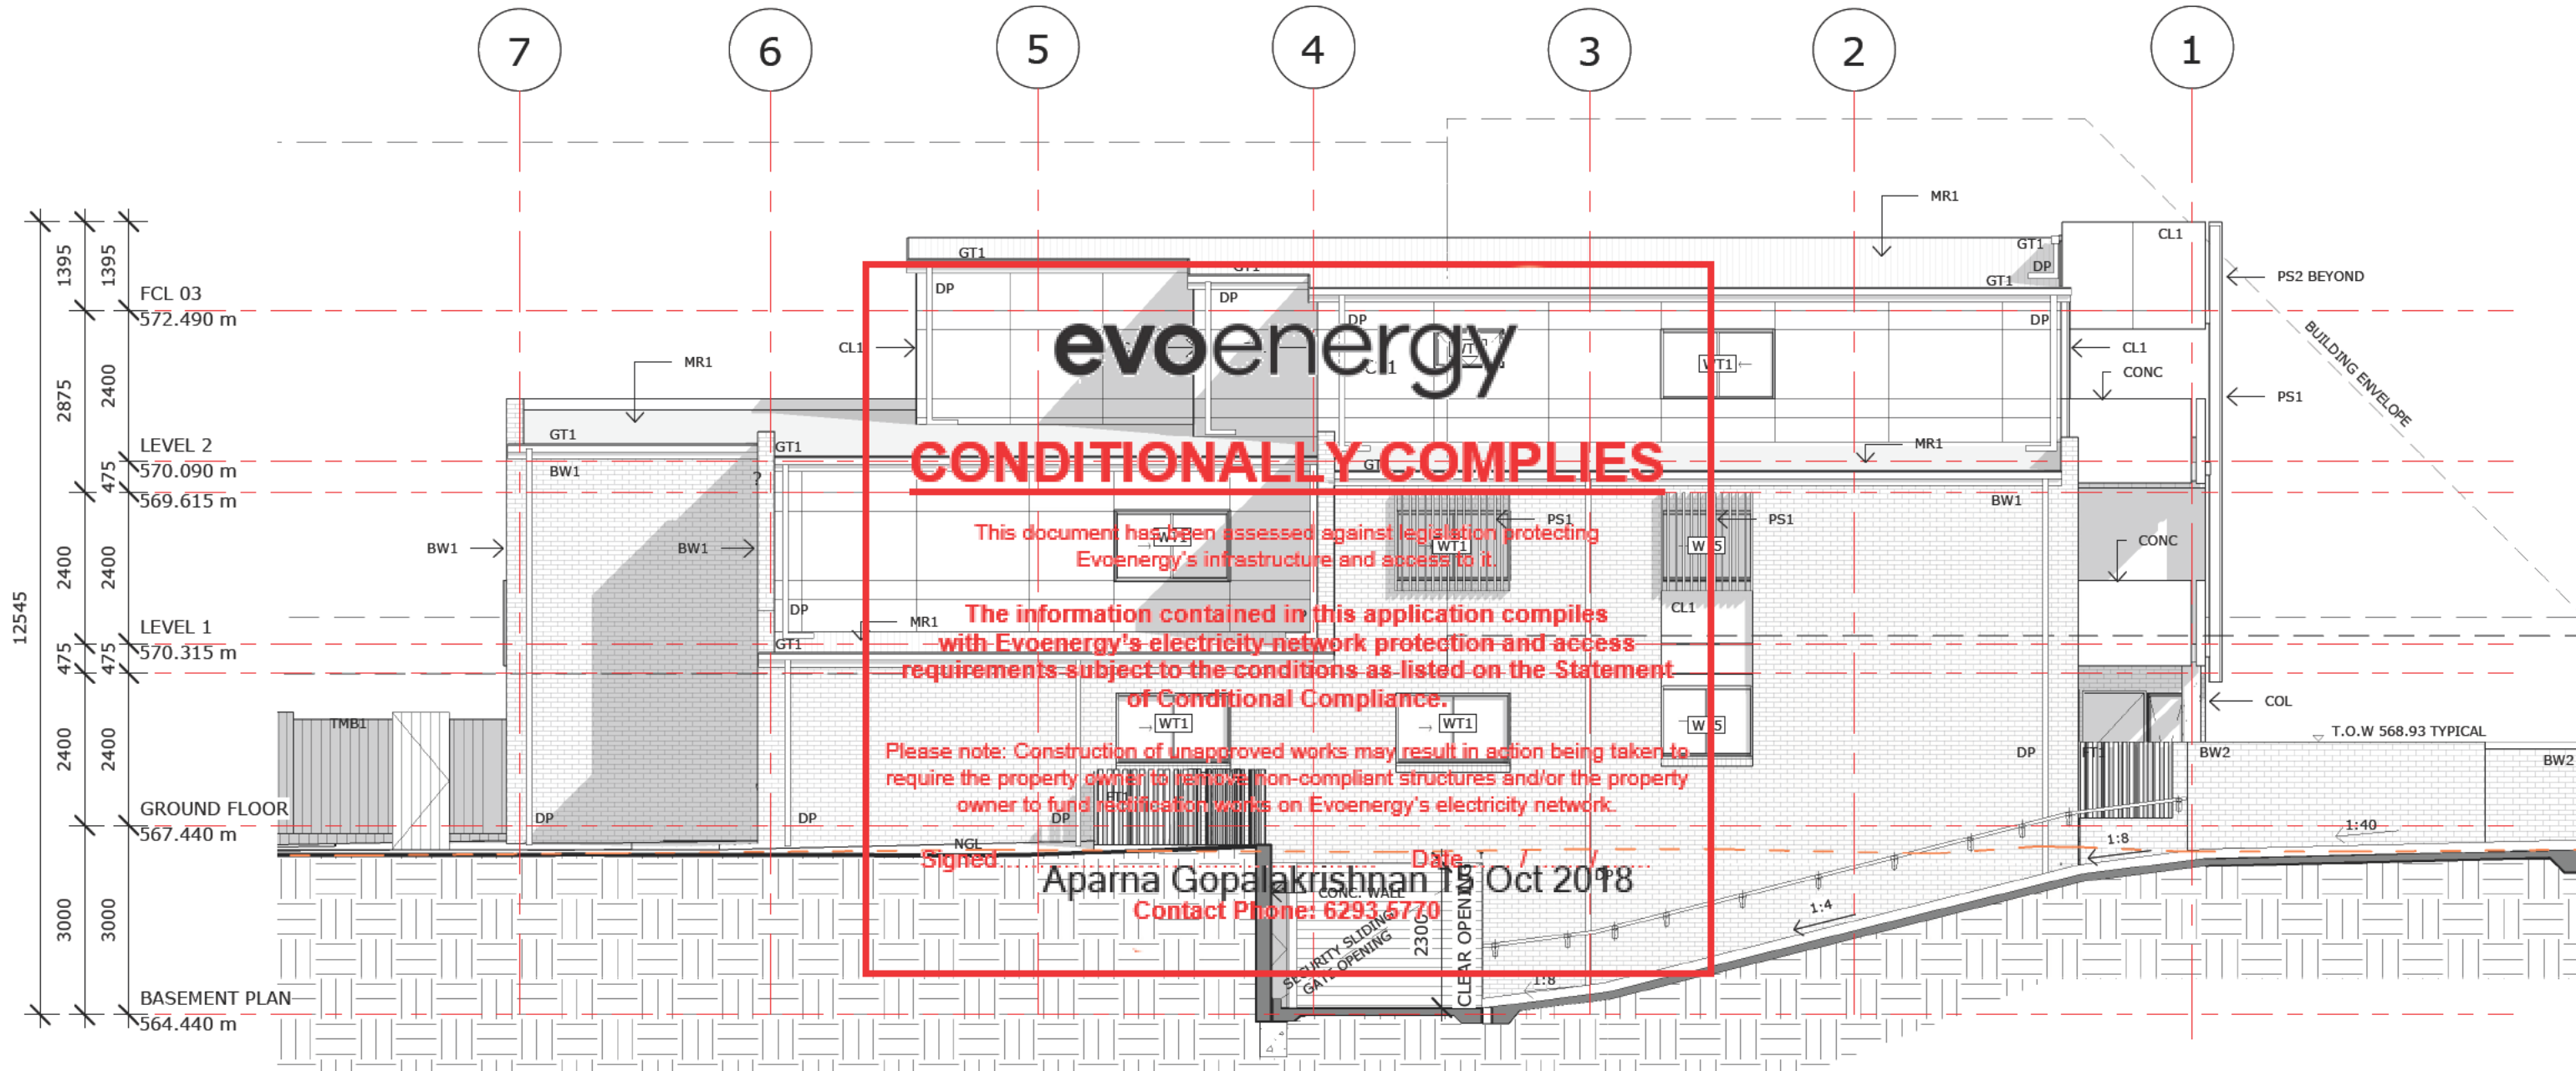 7 6 5 4 3 2 1
MR1
GT1
CL1
GT1
DP
GT1
GT1
PS2 BEYOND
1395
1395
FCL 03
572.490 m
DP
DP
DP
DP
BUILDING ENVELOPE
evoenergy
CL1
MR1
CL1
WT1
CL1
CONC
PS1
2875
2400
GT1
LEVEL 2
570.090 m
GT1
MR1
CONDITIONALLY COMPLIES
BW1
?
475
569.615 m
BW1
This document has been assessed against legislation protecting
Evoenergy's infrastructure and access to it.
PS1
PS1
WT1
WT1
BW1
BW1
CONC
2400
2400
12545
The information contained in this application compiles
with Evoenergy's electricity network protection and access
requirements subject to the conditions as listed on the Statement
of Conditional Compliance.
DP
CL1
MR1
GT1
LEVEL 1
570.315 m
475
475
COL
TMB1
WT1
WT1
T.O.W 568.93 TYPICAL
Please note: Construction of unapproved works may result in action being taken to
require the property owner to remove non-compliant structures and/or the property
owner to fund rectification works on Evoenergy's electricity network.
DP
FT1
BW2
BW2
2400
2400
GROUND FLOOR
567.440 m
DP
DP
DP
FT1
1:40
1:8
NGL
Signed
Date / /
Aparna Gopalakrishnan 15 Oct 2018
DP
CONC WALL
Contact Phone: 6293 5770
1:4
3000
3000
SECURITY SLIDING
GATE OPENING
2300
CLEAR OPENING
1:8
BASEMENT PLAN
564.440 m